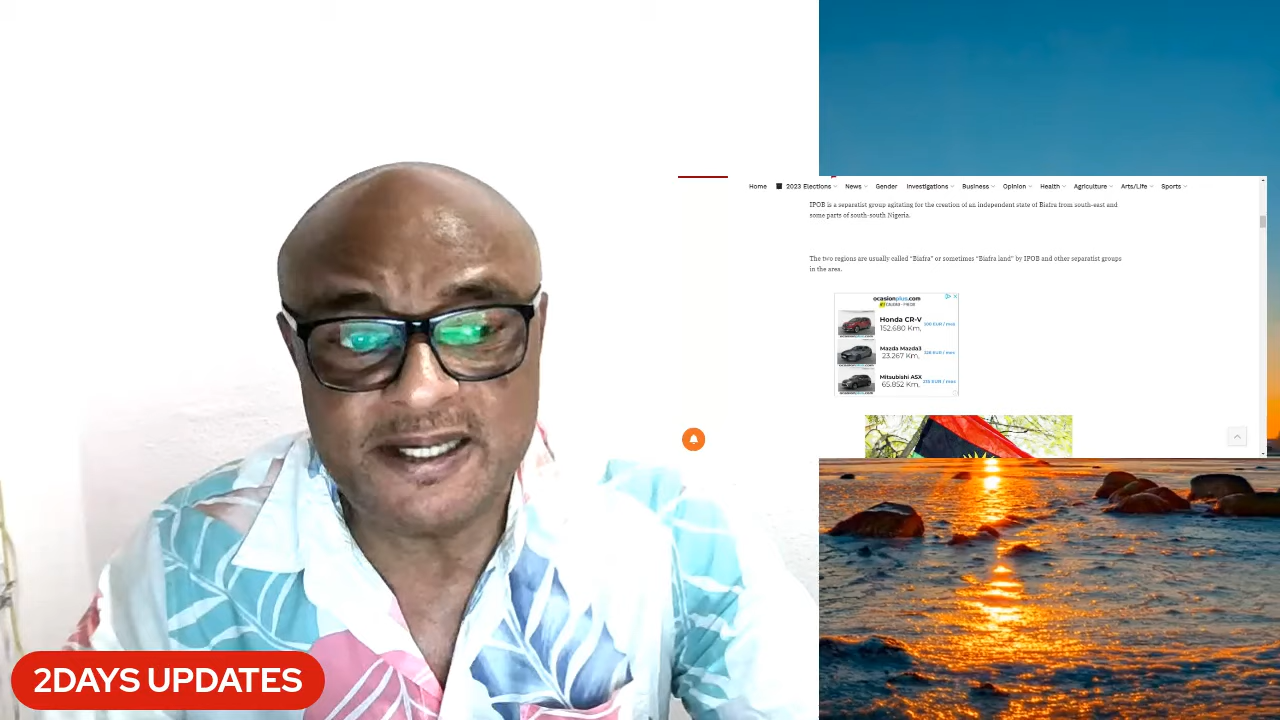 Home 2023 Elections News Gender Investigations Business Opinion Health Agriculture Arts/Life Sports
IPOB is a separatist group agitating for the creation of an independent state of Biafra from south-east and
some parts of south-south Nigeria.
The two regions are usually called "Biafra" or sometimes "Biafra land" by IPOB and other separatist groups
in the area.
ocasionplus.com
Honda CR-V
152.680 Km,
Mazda Mazda3
23.267 Km,
Mitsubishi ASX
65.852 Km,
2DAYS UPDATES